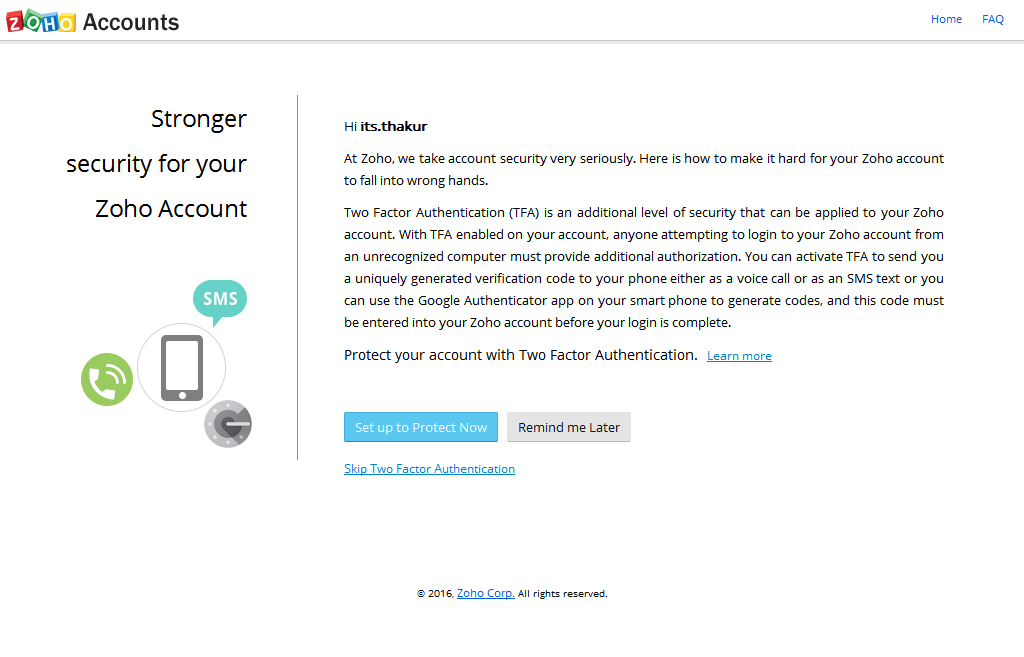 ZOHO Accounts
Home FAQ
Stronger
security for your
Zoho Account
SMS
Hi its.thakur
At Zoho, we take account security very seriously. Here is how to make it hard for your Zoho account
to fall into wrong hands.
Two Factor Authentication (TFA) is an additional level of security that can be applied to your Zoho
account. With TFA enabled on your account, anyone attempting to login to your Zoho account from
an unrecognized computer must provide additional authorization. You can activate TFA to send you
a uniquely generated verification code to your phone either as a voice call or as an SMS text or you
can use the Google Authenticator app on your smart phone to generate codes, and this code must
be entered into your Zoho account before your login is complete.
Protect your account with Two Factor Authentication. Learn more
Set up to Protect Now Remind me Later
Skip Two Factor Authentication
© 2016, Zoho Corp. All rights reserved.